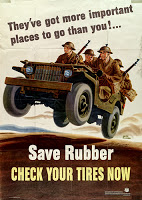 They've got more important
places to go than you!...
Save Rubber
CHECK YOUR TIRES NOW